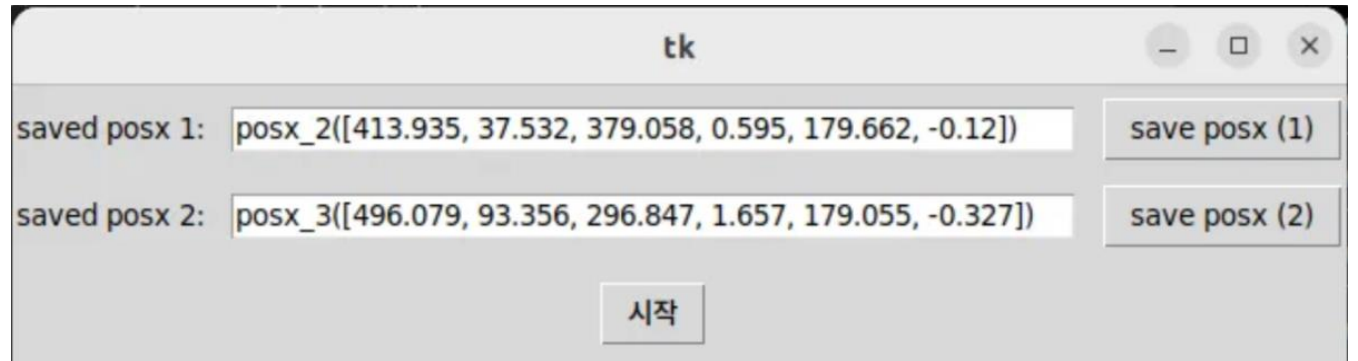 tk
saved posx 1: posx_2([413.935, 37.532, 379.058, 0.595, 179.662, -0.12]) save posx (1)
saved posx 2: posx_3([496.079, 93.356, 296.847, 1.657, 179.055, -0.327]) save posx (2)
시작